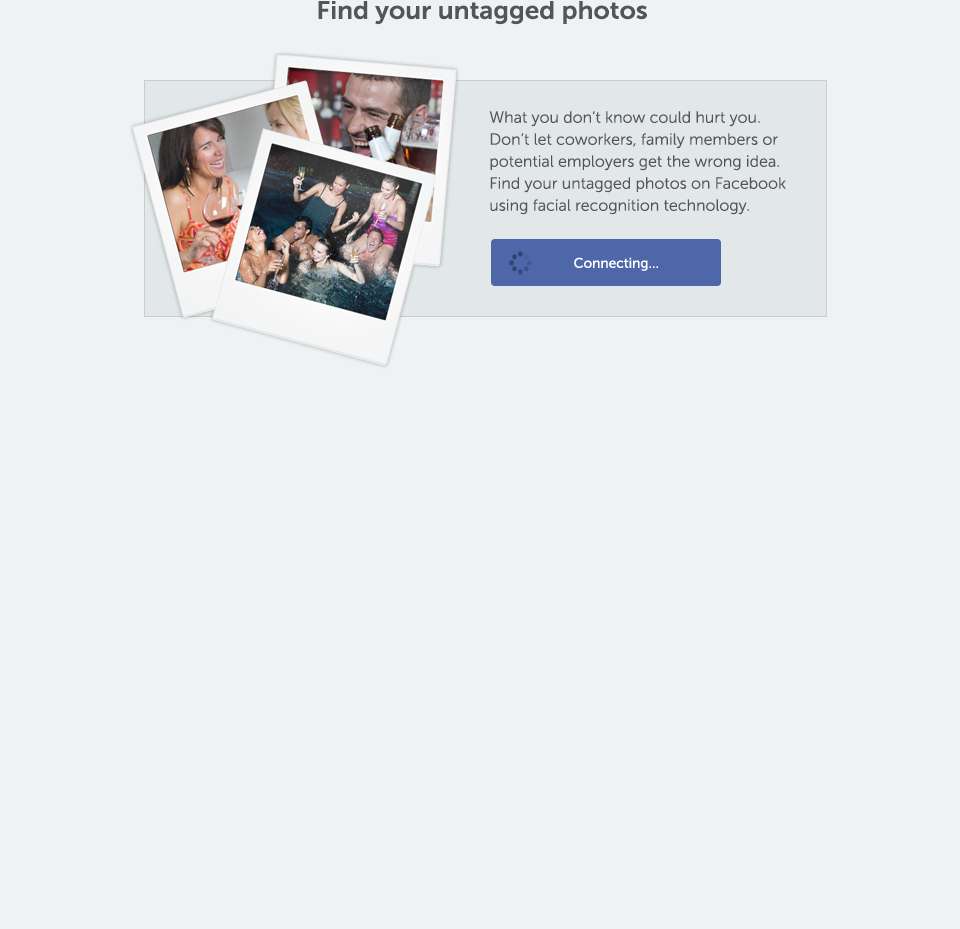 Find your untagged photos
What you don’t know could hurt you.
Don’t let coworkers, family members or
potential employers get the wrong idea.
Find your untagged photos on Facebook
using facial recognition technology.
Connecting...